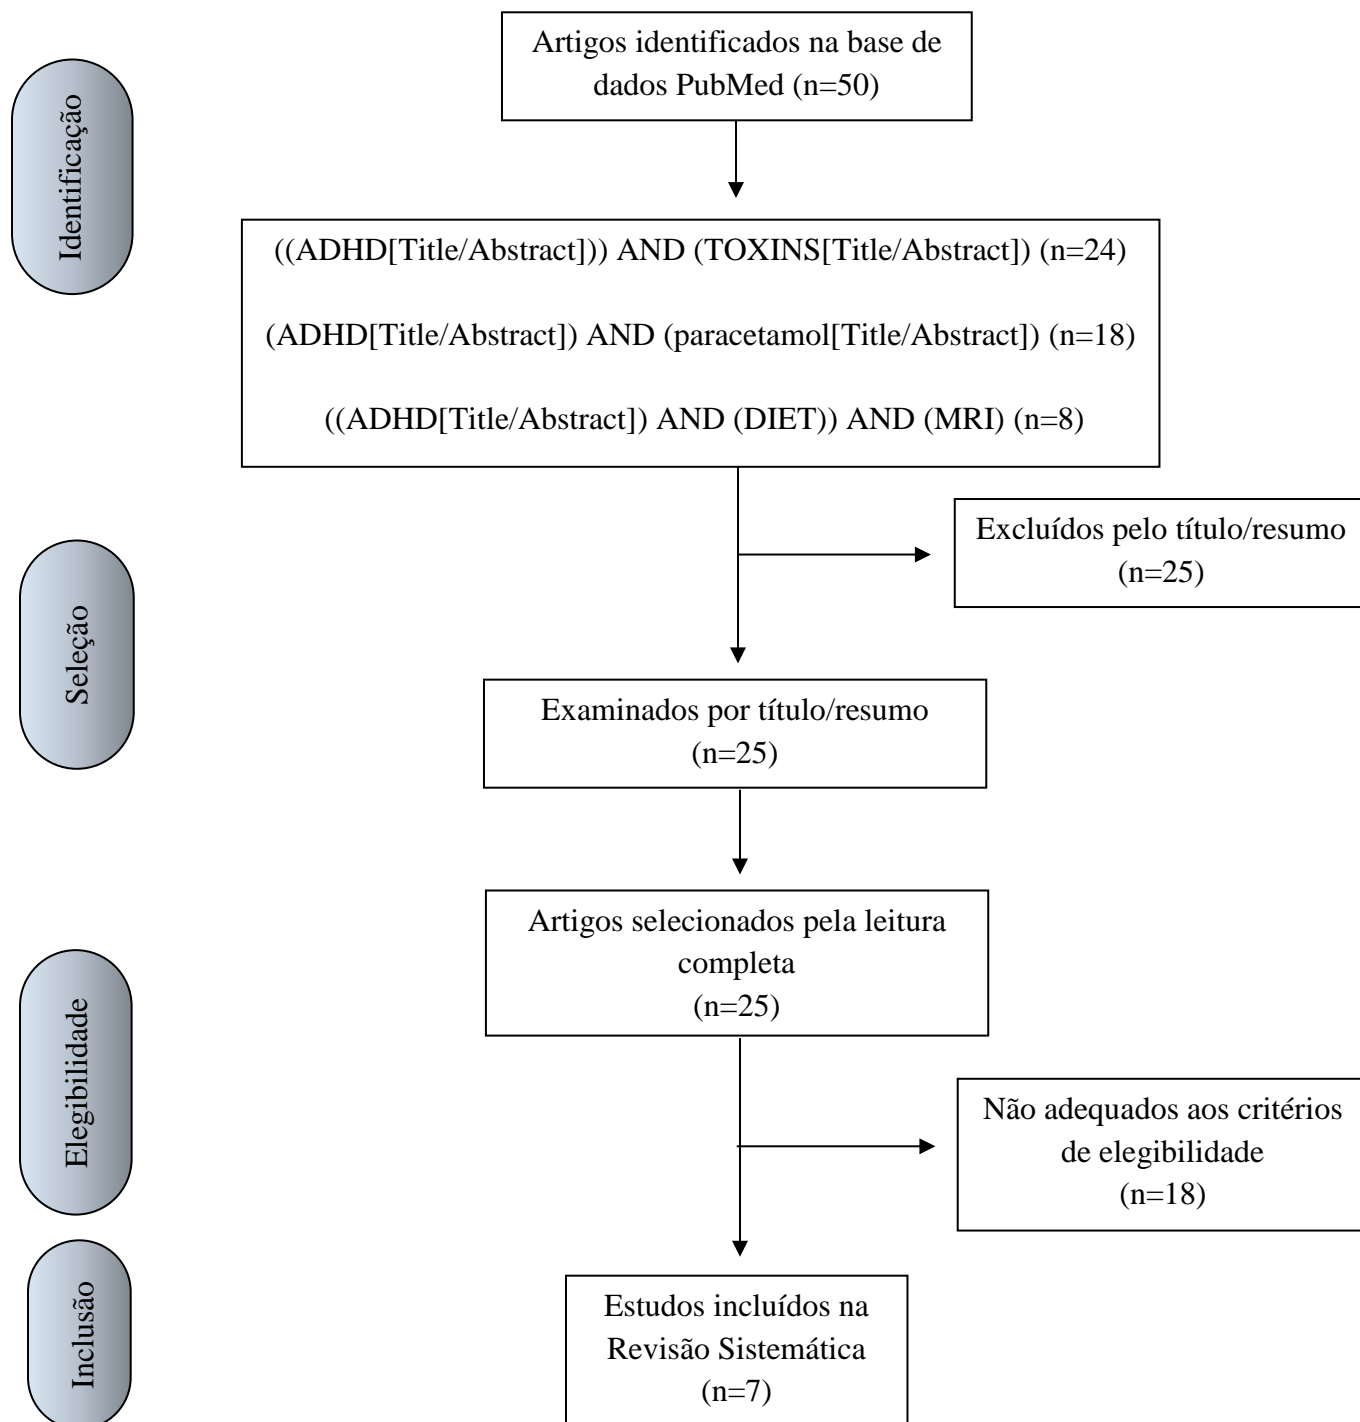 Artigos identificados na base de
dados PubMed (n=50)
Identificação
((ADHD[Title/Abstract])) AND (TOXINS[Title/Abstract]) (n=24)
(ADHD[Title/Abstract]) AND (paracetamol[Title/Abstract]) (n=18)
((ADHD[Title/Abstract]) AND (DIET)) AND (MRI) (n=8)
Excluídos pelo título/resumo
(n=25)
Seleção
Examinados por título/resumo
(n=25)
Artigos selecionados pela leitura
completa
(n=25)
Elegibilidade
Não adequados aos critérios
de elegibilidade
(n=18)
Inclusão
Estudos incluídos na
Revisão Sistemática
(n=7)